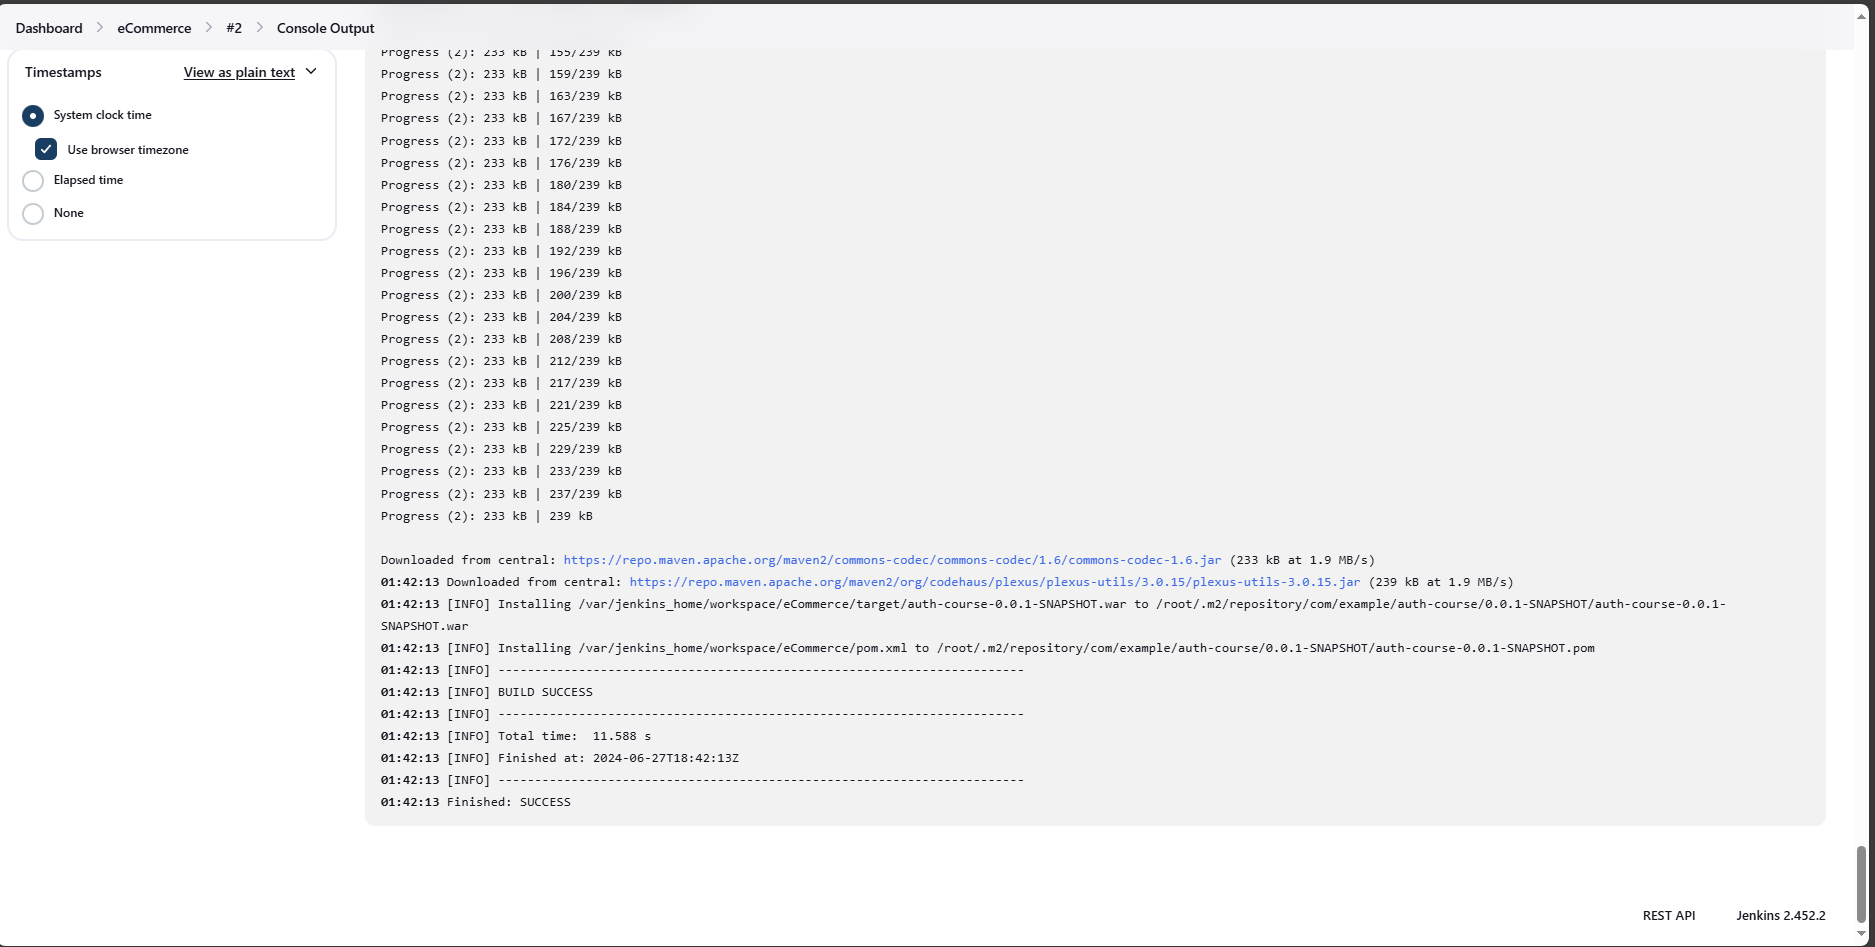 Dashboard > eCommerce > #2 > Console Output
Timestamps View as plain text
System clock time
Use browser timezone
Elapsed time
None
Progress (2): 233 kB | 155/239 kB
Progress (2): 233 kB | 159/239 kB
Progress (2): 233 kB | 163/239 kB
Progress (2): 233 kB | 167/239 kB
Progress (2): 233 kB | 172/239 kB
Progress (2): 233 kB | 176/239 kB
Progress (2): 233 kB | 180/239 kB
Progress (2): 233 kB | 184/239 kB
Progress (2): 233 kB | 188/239 kB
Progress (2): 233 kB | 192/239 kB
Progress (2): 233 kB | 196/239 kB
Progress (2): 233 kB | 200/239 kB
Progress (2): 233 kB | 204/239 kB
Progress (2): 233 kB | 208/239 kB
Progress (2): 233 kB | 212/239 kB
Progress (2): 233 kB | 217/239 kB
Progress (2): 233 kB | 221/239 kB
Progress (2): 233 kB | 225/239 kB
Progress (2): 233 kB | 229/239 kB
Progress (2): 233 kB | 233/239 kB
Progress (2): 233 kB | 237/239 kB
Progress (2): 233 kB | 239 kB
Downloaded from central: https://repo.maven.apache.org/maven2/commons-codec/commons-codec/1.6/commons-codec-1.6.jar (233 kB at 1.9 MB/s)
01:42:13 Downloaded from central: https://repo.maven.apache.org/maven2/org/codehaus/plexus/plexus-utils/3.0.15/plexus-utils-3.0.15.jar (239 kB at 1.9 MB/s)
01:42:13 [INFO] Installing /var/jenkins_home/workspace/eCommerce/target/auth-course-0.0.1-SNAPSHOT.war to /root/.m2/repository/com/example/auth-course/0.0.1-SNAPSHOT/auth-course-0.0.1-
SNAPSHOT.war
01:42:13 [INFO] Installing /var/jenkins_home/workspace/eCommerce/pom.xml to /root/.m2/repository/com/example/auth-course/0.0.1-SNAPSHOT/auth-course-0.0.1-SNAPSHOT.pom
01:42:13 [INFO] ------------------------------------------------------------------------
01:42:13 [INFO] BUILD SUCCESS
01:42:13 [INFO] ------------------------------------------------------------------------
01:42:13 [INFO] Total time:  11.588 s
01:42:13 [INFO] Finished at: 2024-06-27T18:42:13Z
01:42:13 [INFO] ------------------------------------------------------------------------
01:42:13 Finished: SUCCESS
REST API Jenkins 2.452.2